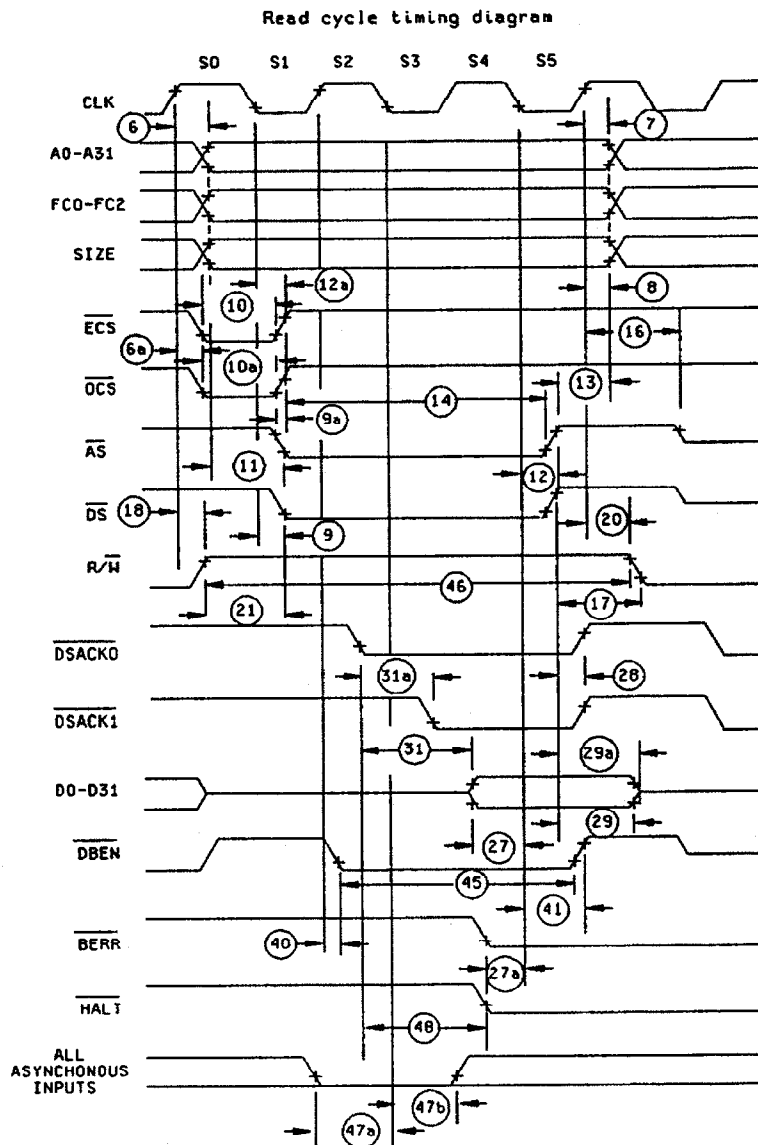 Read cycle timing diagram
S0 S1 S2 S3 S4 S5
CLK
6 7
A0-A31
FC0-FC2
SIZE
10 12a 8
ECS
16
6a 10a
OCS
13
14
9a
AS
11 12
18
DS
9 20
R/W
46
21 17
DSACK0
31a 28
DSACK1
31 29a
D0-D31
27 29
DBEN
45
41
40
BERR
27a
HALT
48
ALL
ASYNCHONOUS
INPUTS
47a 47b